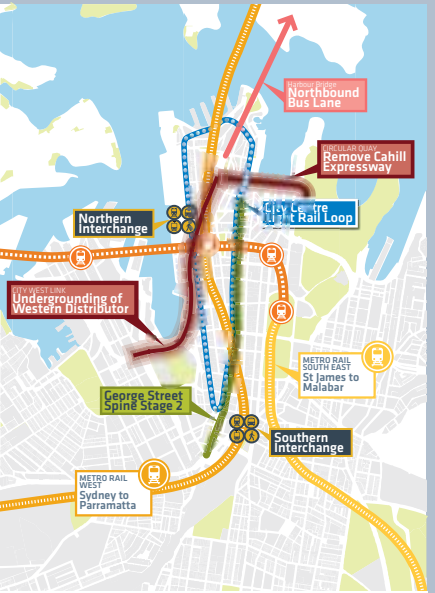 Harbour Bridge
Northbound
Bus Lane
CIRCULAR QUAY
Remove Cahill
Expressway
City Centre
Light Rail Loop
Northern
Interchange
CITY WEST LINK
Undergrounding of
Western Distributor
METRO RAIL
SOUTH EAST
St James to
Malabar
George Street
Spine Stage 2
Southern
Interchange
METRO RAIL
WEST
Sydney to
Parramatta